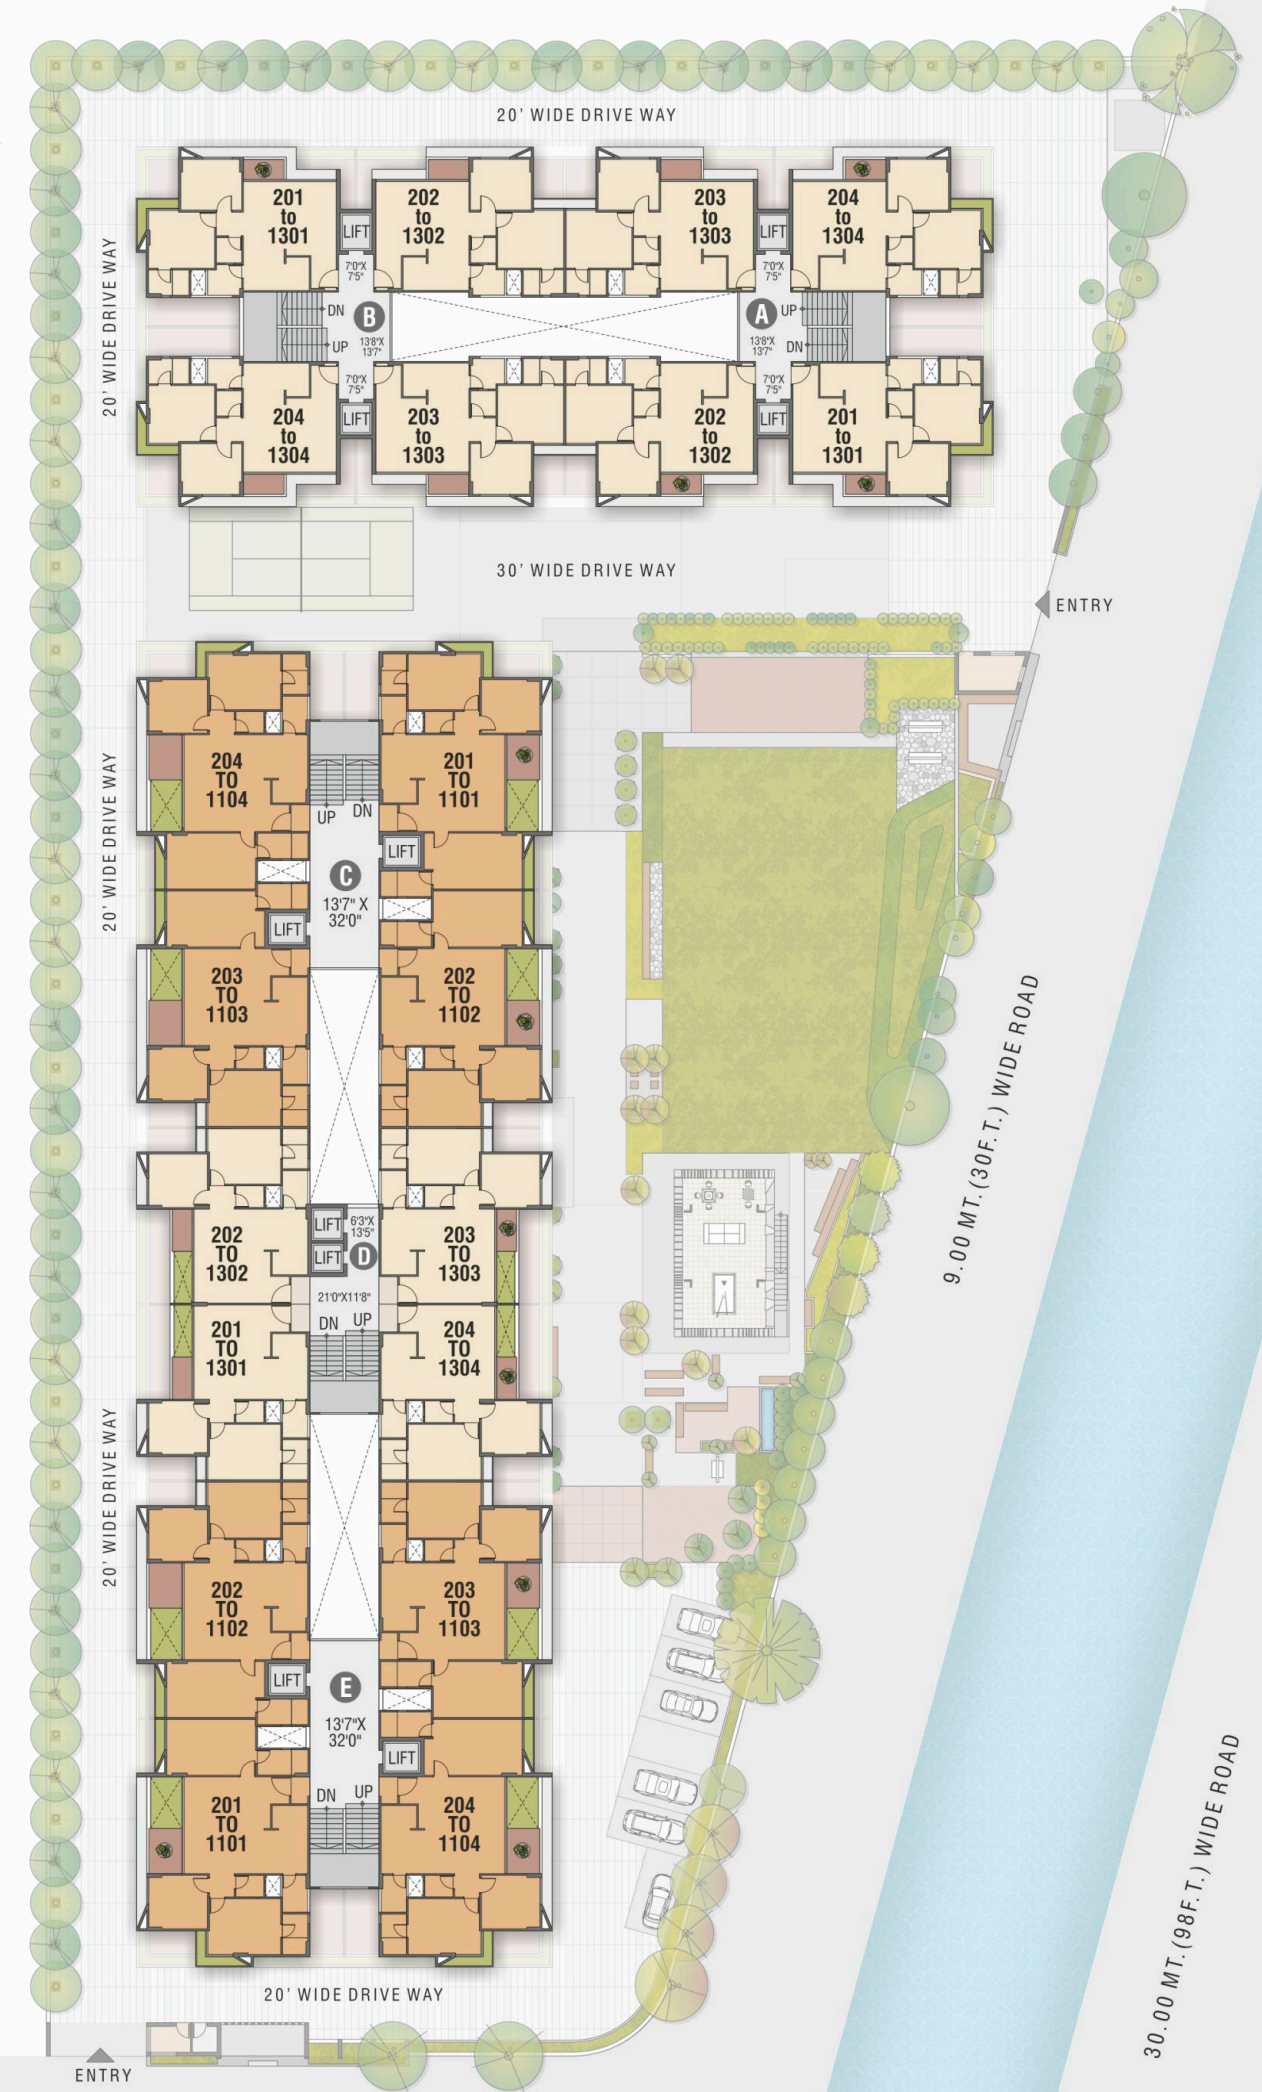 20' WIDE DRIVE WAY
201
to
1301
202
to
1302
203
to
1303
204
to
1304
LIFT
LIFT
7'0"X
7'5"
7'0"X
7'5"
20' WIDE DRIVE WAY
DN
B
UP
13'8"X
13'7"
A
UP
13'8"X
13'7"
DN
7'0"X
7'5"
7'0"X
7'5"
LIFT
LIFT
204
to
1304
203
to
1303
202
to
1302
201
to
1301
30' WIDE DRIVE WAY
ENTRY
20' WIDE DRIVE WAY
204
TO
1104
201
TO
1101
UP
DN
LIFT
C
13'7" X
32'0"
LIFT
203
TO
1103
202
TO
1102
9.00 MT.(30F.T.) WIDE ROAD
LIFT
6'3"X
13'5"
LIFT
D
202
TO
1302
203
TO
1303
21'0"X11'8"
DN
UP
201
TO
1301
204
TO
1304
20' WIDE DRIVE WAY
202
TO
1102
203
TO
1103
LIFT
E
13'7"X
32'0"
LIFT
DN
UP
201
TO
1101
204
TO
1104
30.00 MT.(98F.T.) WIDE ROAD
20' WIDE DRIVE WAY
ENTRY